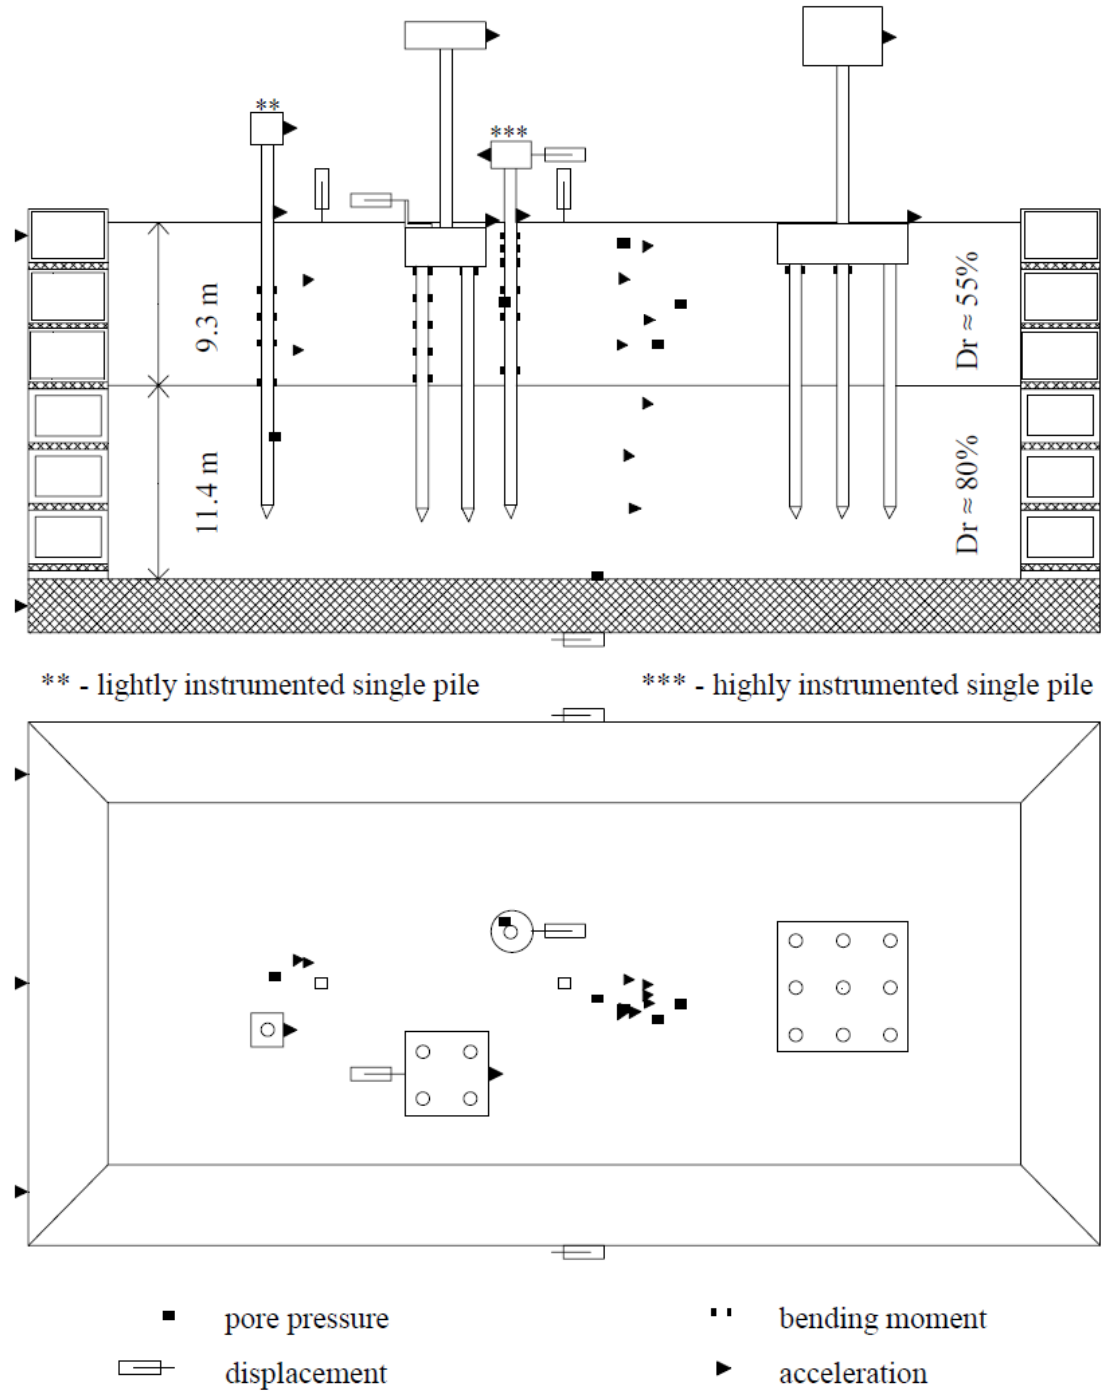 **
***
9.3 m
Dr ≈ 55%
11.4 m
Dr ≈ 80%
** - lightly instrumented single pile
*** - highly instrumented single pile
pore pressure
bending moment
displacement
acceleration